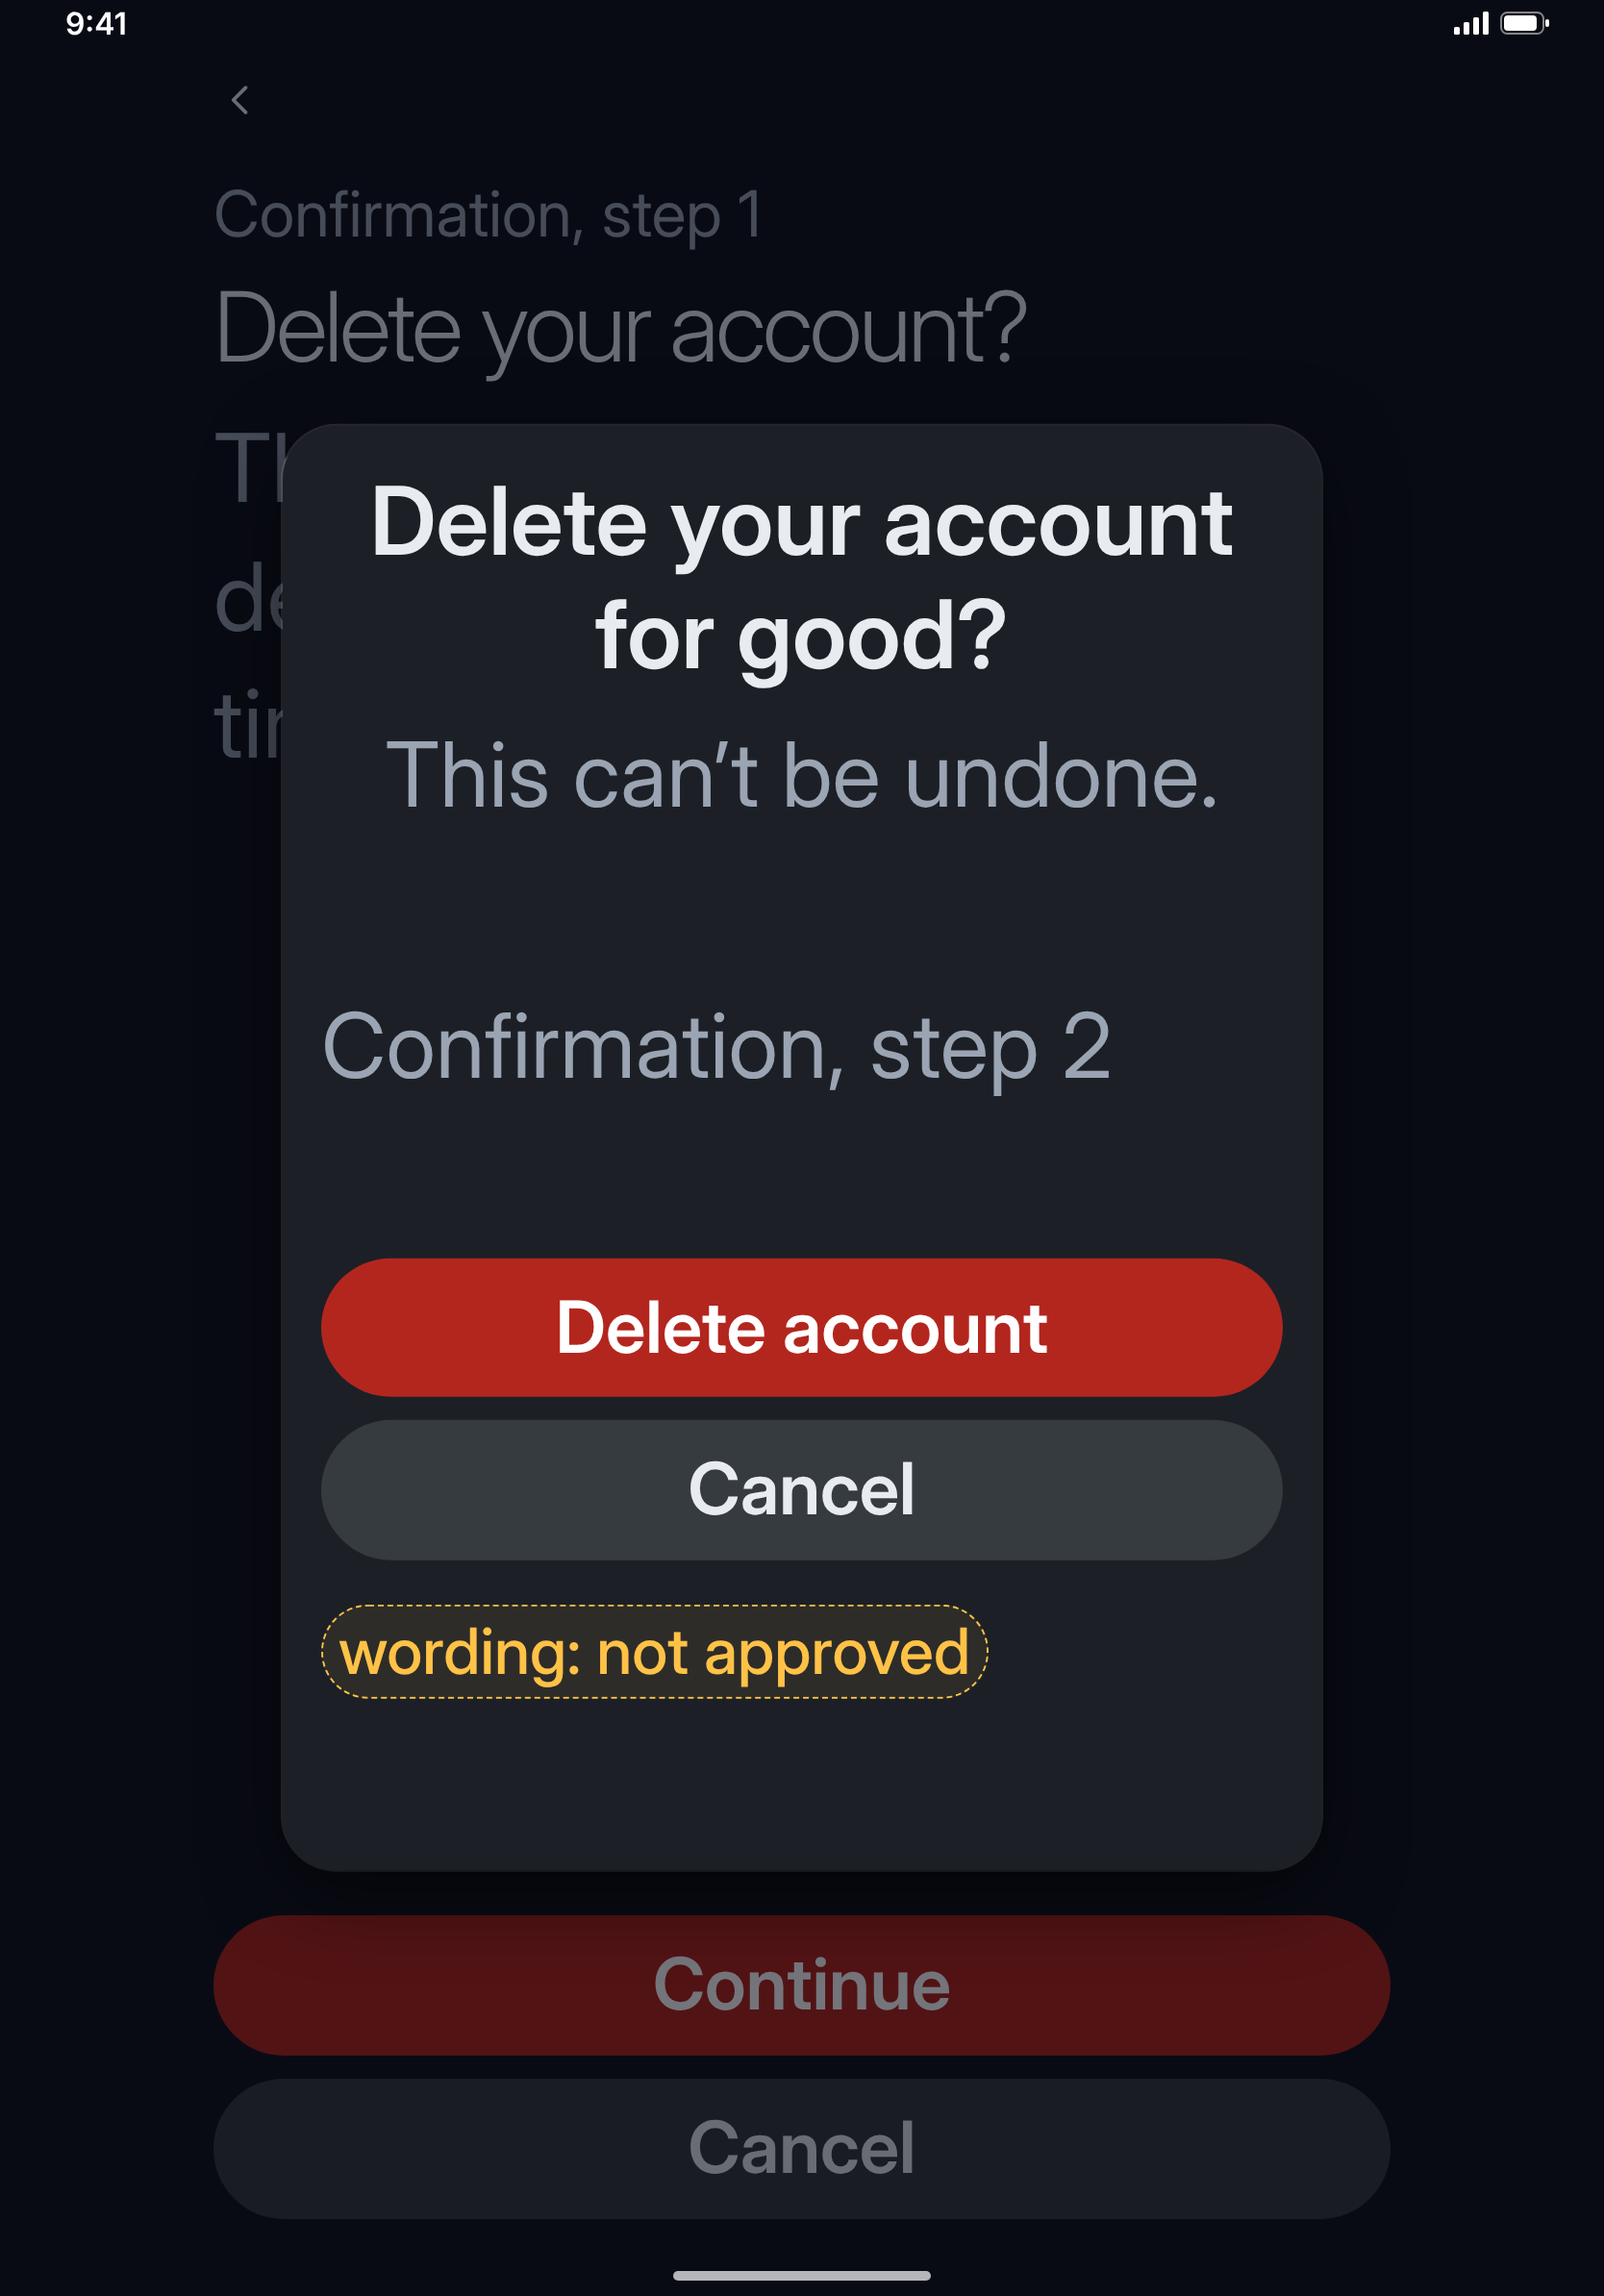 9:41
Confirmation, step 1
Delete your account?
Delete your account
for good?
This can’t be undone.
Confirmation, step 2
Delete account
Cancel
wording: not approved
Continue
Cancel